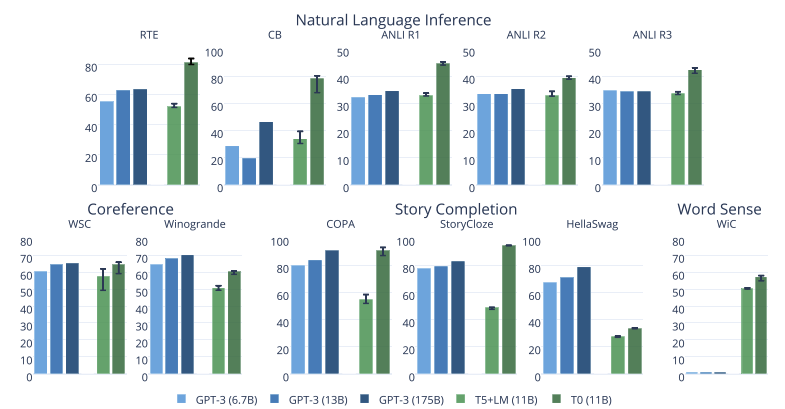 Natural Language Inference
RTE CB ANLI R1 ANLI R2 ANLI R3
80 60 40 20 0
100 80 60 40 20 0
50 40 30 20 10 0
50 40 30 20 10 0
50 40 30 20 10 0
Coreference Story Completion Word Sense
WSC Winogrande COPA StoryCloze HellaSwag WiC
80 70 60 50 40 30 20 10 0
80 70 60 50 40 30 20 10 0
100 80 60 40 20 0
100 80 60 40 20 0
100 80 60 40 20 0
80 70 60 50 40 30 20 10 0
GPT-3 (6.7B) GPT-3 (13B) GPT-3 (175B) T5+LM (11B) T0 (11B)